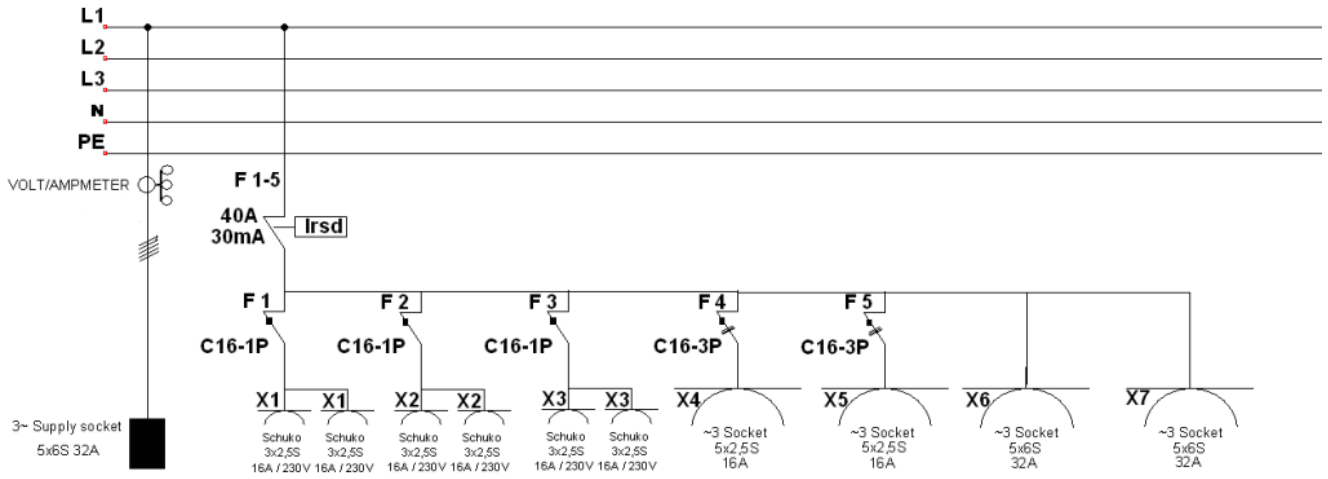 L1
L2
L3
N
PE
VOLT/AMPMETER
F 1-5
40A
30mA
Irsd
F 1
F 2
F 3
F 4
F 5
C16-1P
C16-1P
C16-1P
C16-3P
C16-3P
X1
X1
X2
X2
X3
X3
X4
X5
X6
X7
3~ Supply socket
5x6S 32A
Schuko
3x2,5S
16A / 230V
Schuko
3x2,5S
16A / 230V
Schuko
3x2,5S
16A / 230V
Schuko
3x2,5S
16A / 230V
Schuko
3x2,5S
16A / 230V
Schuko
3x2,5S
16A / 230V
~3 Socket
5x2,5S
16A
~3 Socket
5x2,5S
16A
~3 Socket
5x6S
32A
~3 Socket
5x6S
32A